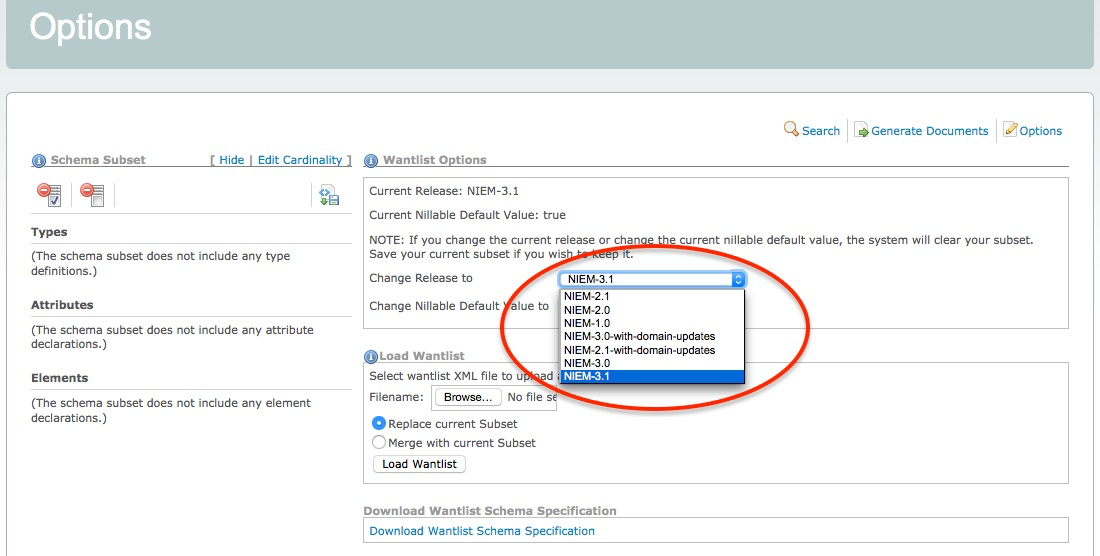 Options
Search
Generate Documents
Options
Schema Subset
[ Hide | Edit Cardinality ]
Types
(The schema subset does not include any type
definitions.)
Attributes
(The schema subset does not include any attribute
declarations.)
Elements
(The schema subset does not include any element
declarations.)
Wantlist Options
Current Release: NIEM-3.1
Current Nillable Default Value: true
NOTE: If you change the current release or change the current nillable default value, the system will clear your subset.
Save your current subset if you wish to keep it.
Change Release to
NIEM-3.1
NIEM-2.1
NIEM-2.0
NIEM-1.0
NIEM-3.0-with-domain-updates
NIEM-2.1-with-domain-updates
NIEM-3.0
NIEM-3.1
Change Nillable Default Value to
Load Wantlist
Select wantlist XML file to upload
Filename:
Browse...
No file
Replace current Subset
Merge with current Subset
Load Wantlist
Download Wantlist Schema Specification
Download Wantlist Schema Specification